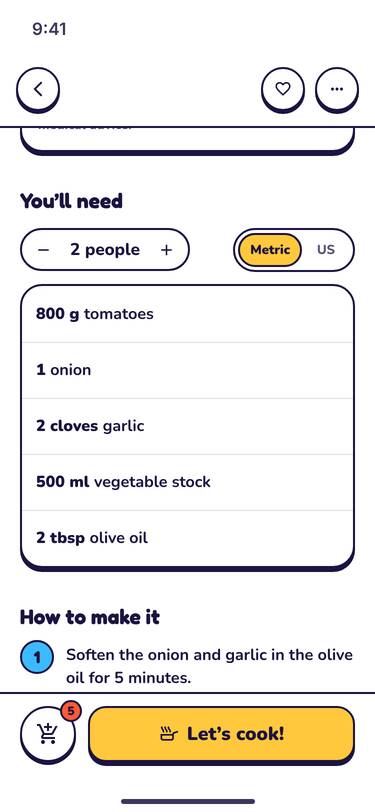 9:41
You'll need
− 2 people +
Metric US
800 g tomatoes
1 onion
2 cloves garlic
500 ml vegetable stock
2 tbsp olive oil
How to make it
1 Soften the onion and garlic in the olive
oil for 5 minutes.
5
Let's cook!